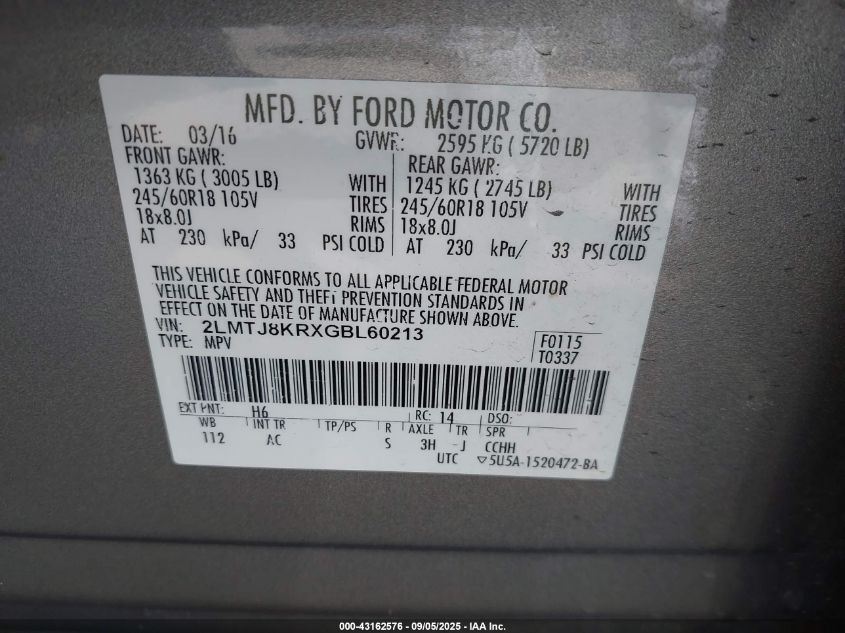 MFD. BY FORD MOTOR CO.
DATE: 03/16 GVWR: 2595 KG ( 5720 LB)
FRONT GAWR: REAR GAWR:
1363 KG ( 3005 LB) WITH 1245 KG ( 2745 LB) WITH
245/60R18 105V TIRES 245/60R18 105V TIRES
18x8.0J RIMS 18x8.0J RIMS
AT 230 kPa/ 33 PSI COLD AT 230 kPa/ 33 PSI COLD
THIS VEHICLE CONFORMS TO ALL APPLICABLE FEDERAL MOTOR
VEHICLE SAFETY AND THEFT PREVENTION STANDARDS IN
EFFECT ON THE DATE OF MANUFACTURE SHOWN ABOVE.
VIN: 2LMTJ8KRXGBL60213 F0115
TYPE: MPV T0337
EXT PNT: H6 RC: 14 DSO:
WB INT TR TP/PS R AXLE TR SPR
112 AC S 3H J CCHH
UTC ▽5U5A-1520472-BA
000-43162576 - 09/05/2025 - IAA Inc.